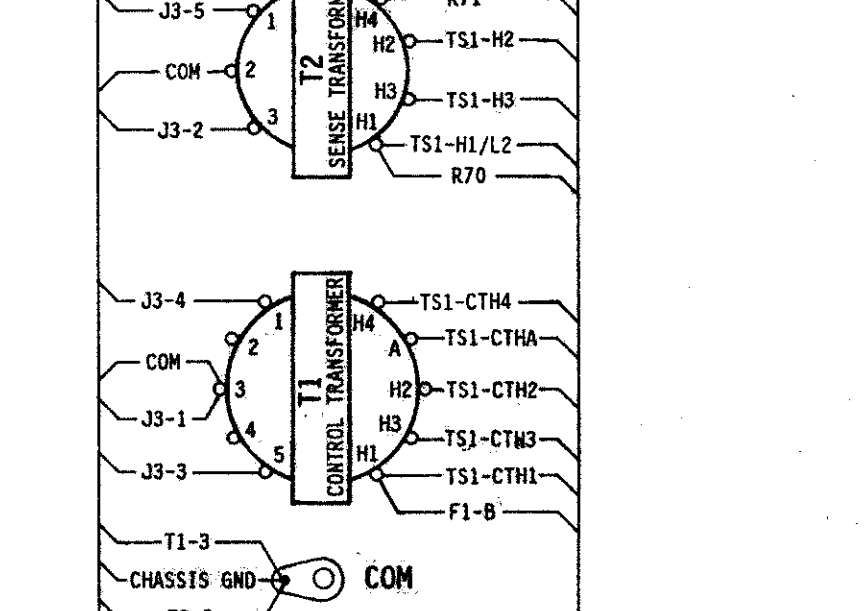 J3-5
1
H4
H2
TS1-H2
COM
2
T2
H3
TS1-H3
J3-2
3
H1
TS1-H1/L2
R70
J3-4
1
H4
TS1-CTH4
2
A
TS1-CTHA
COM
3
T1
CONTROL TRANSFORMER
H2
TS1-CTH2
J3-1
4
H3
TS1-CTH3
5
H1
J3-3
TS1-CTH1
F1-B
T1-3
CHASSIS GND
COM
SENSE